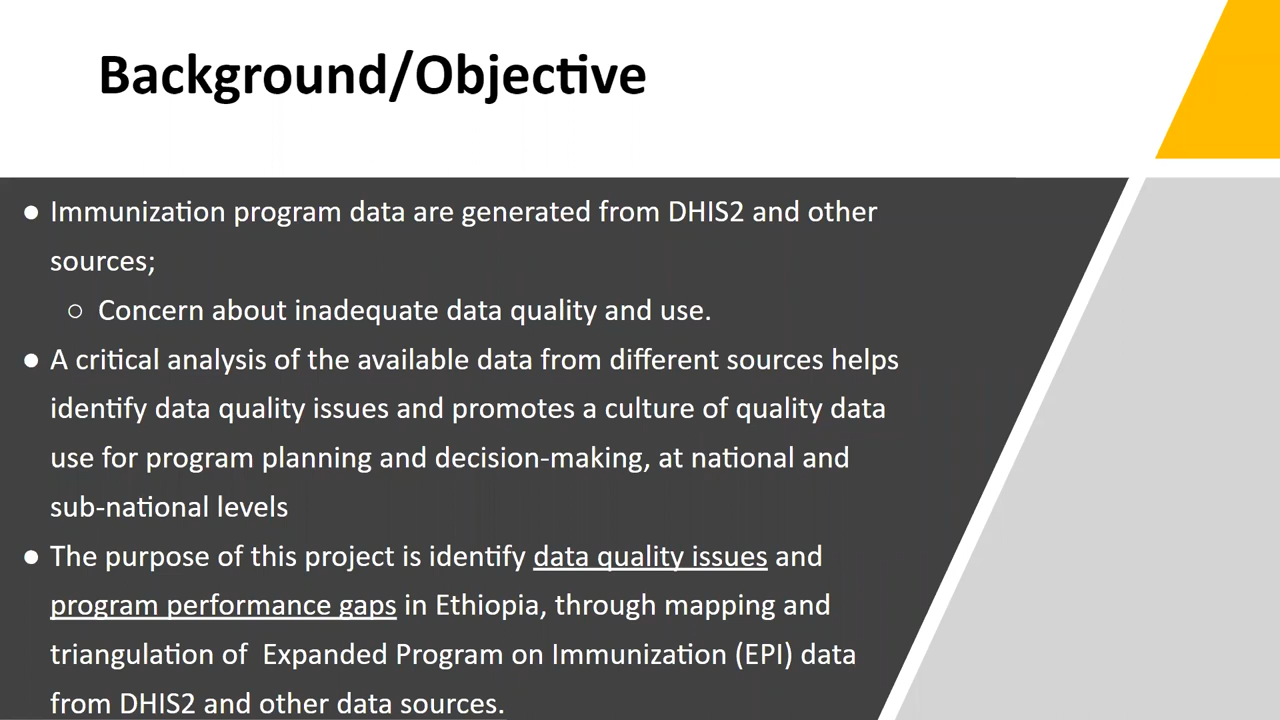 Background/Objective
● Immunization program data are generated from DHIS2 and other
sources;
○ Concern about inadequate data quality and use.
● A critical analysis of the available data from different sources helps
identify data quality issues and promotes a culture of quality data
use for program planning and decision-making, at national and
sub-national levels
● The purpose of this project is identify data quality issues and
program performance gaps in Ethiopia, through mapping and
triangulation of  Expanded Program on Immunization (EPI) data
from DHIS2 and other data sources.